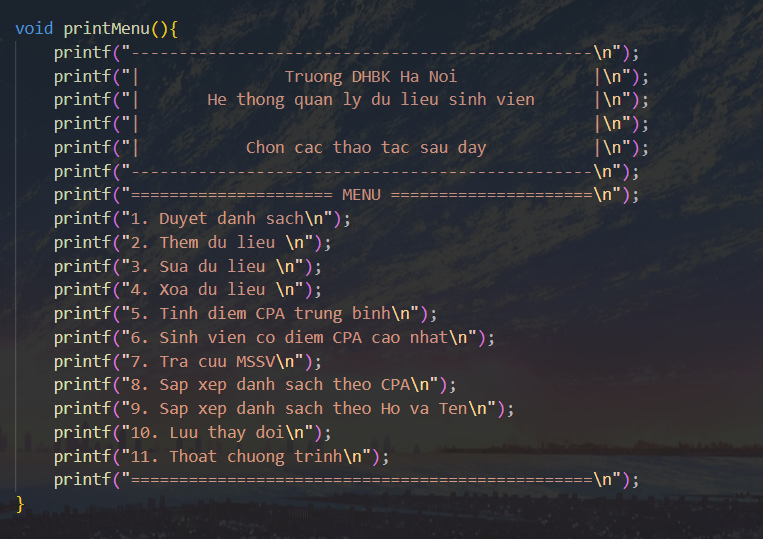 void printMenu(){
    printf("------------------------------------------------\n");
    printf("|               Truong DHBK Ha Noi              |\n");
    printf("|       He thong quan ly du lieu sinh vien      |\n");
    printf("|                                               |\n");
    printf("|           Chon cac thao tac sau day           |\n");
    printf("------------------------------------------------\n");
    printf("===================== MENU =====================\n");
    printf("1. Duyet danh sach\n");
    printf("2. Them du lieu \n");
    printf("3. Sua du lieu \n");
    printf("4. Xoa du lieu \n");
    printf("5. Tinh diem CPA trung binh\n");
    printf("6. Sinh vien co diem CPA cao nhat\n");
    printf("7. Tra cuu MSSV\n");
    printf("8. Sap xep danh sach theo CPA\n");
    printf("9. Sap xep danh sach theo Ho va Ten\n");
    printf("10. Luu thay doi\n");
    printf("11. Thoat chuong trinh\n");
    printf("================================================\n");
}